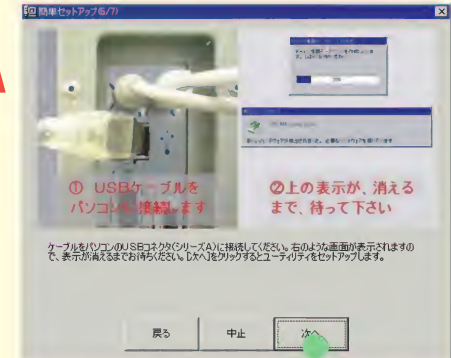 簡単セットアップ(6/7)
① USBケーブルを
パソコンに接続します
②上の表示が、消える
まで、待って下さい
ケーブルをパソコンのUSBコネクタ(シリーズA)に接続してください。右のような画面が表示されますの
で、表示が消えるまでお待ちください。[次へ]をクリックするとユーティリティをセットアップします。
戻る
中止
次へ